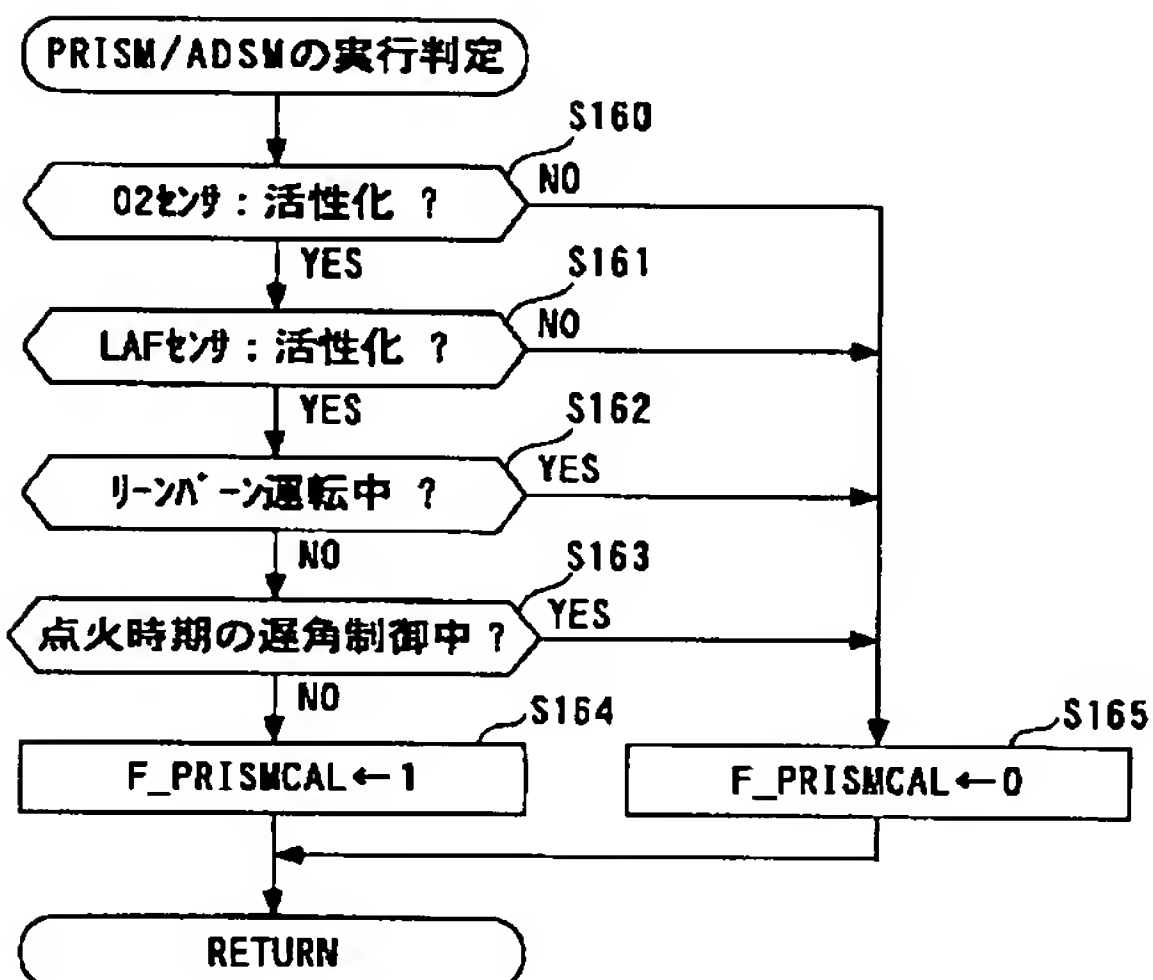 PRISM/ADSMの実行判定
S160
O2センサ:活性化 ?
NO
YES
S161
LAFセンサ:活性化 ?
NO
YES
S162
リーンバーン運転中 ?
YES
NO
S163
点火時期の遅角制御中 ?
YES
NO
S164
F_PRISMCAL←1
S165
F_PRISMCAL←0
RETURN